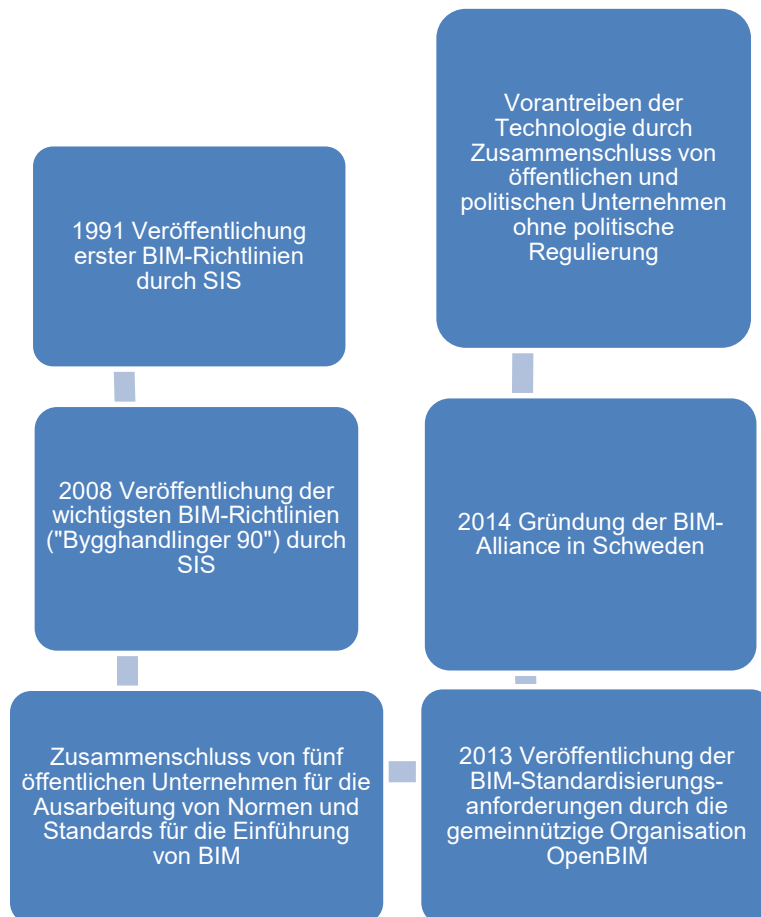 1991 Veröffentlichung
erster BIM-Richtlinien
durch SIS
2008 Veröffentlichung der
wichtigsten BIM-Richtlinien
("Bygghandlinger 90") durch
SIS
Zusammenschluss von fünf
öffentlichen Unternehmen für die
Ausarbeitung von Normen und
Standards für die Einführung
von BIM
2013 Veröffentlichung der
BIM-Standardisierungs-
anforderungen durch die
gemeinnützige Organisation
OpenBIM
2014 Gründung der BIM-
Alliance in Schweden
Vorantreiben der
Technologie durch
Zusammenschluss von
öffentlichen und
politischen Unternehmen
ohne politische
Regulierung